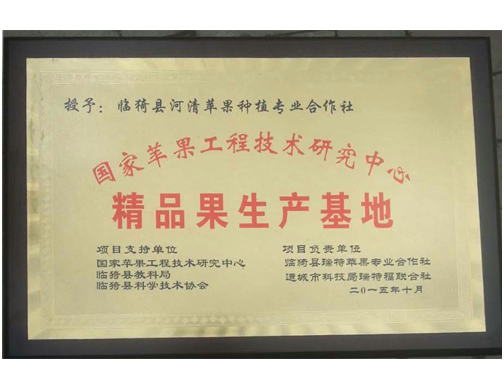 授予：临猗县河清苹果种植专业合作社
国家苹果工程技术研究中心
精品果生产基地
项目支持单位
国家苹果工程技术研究中心
临猗县教科局
临猗县科学技术协会
项目负责单位
临猗县瑞特苹果专业合作社
运城市科技局瑞特福联合社
二〇一五年十月